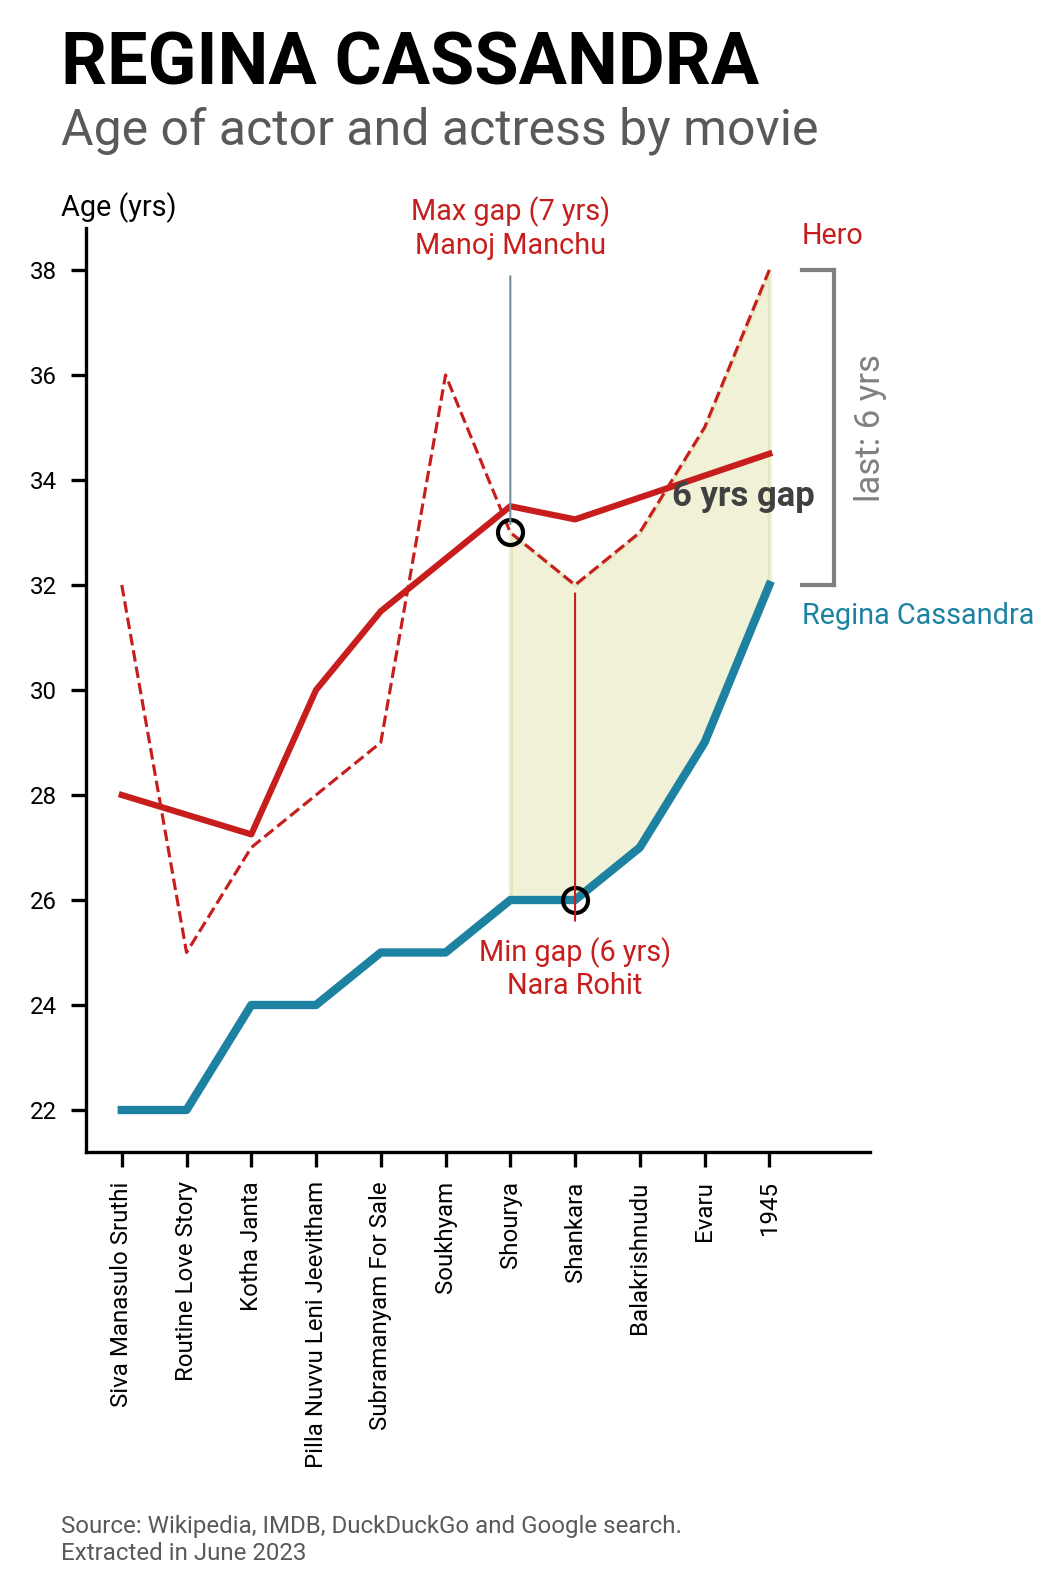 REGINA CASSANDRA
Age of actor and actress by movie
Age (yrs)
Max gap (7 yrs)
Manoj Manchu
Hero
38
36
34
32
30
28
26
24
22
6 yrs gap
last: 6 yrs
Regina Cassandra
Min gap (6 yrs)
Nara Rohit
Siva Manasulo Sruthi
Routine Love Story
Kotha Janta
Pilla Nuvvu Leni Jeevitham
Subramanyam For Sale
Soukhyam
Shourya
Shankara
Balakrishnudu
Evaru
1945
Source: Wikipedia, IMDB, DuckDuckGo and Google search.
Extracted in June 2023